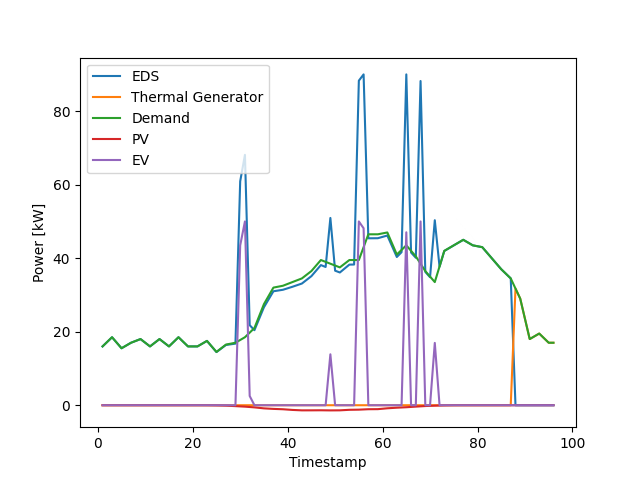 EDS
Thermal Generator
Demand
PV
EV
Power [kW]
80
60
40
20
0
0 20 40 60 80 100
Timestamp